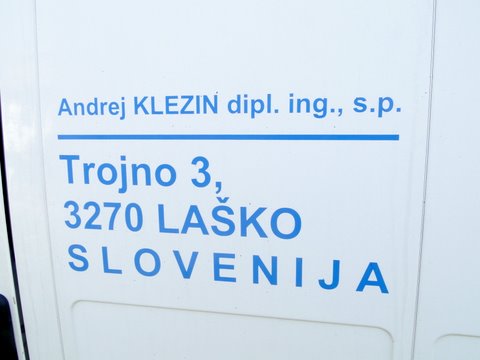 Andrej KLEZIN dipl. ing., s.p.
Trojno 3,
3270 LAŠKO
SLOVENIJA